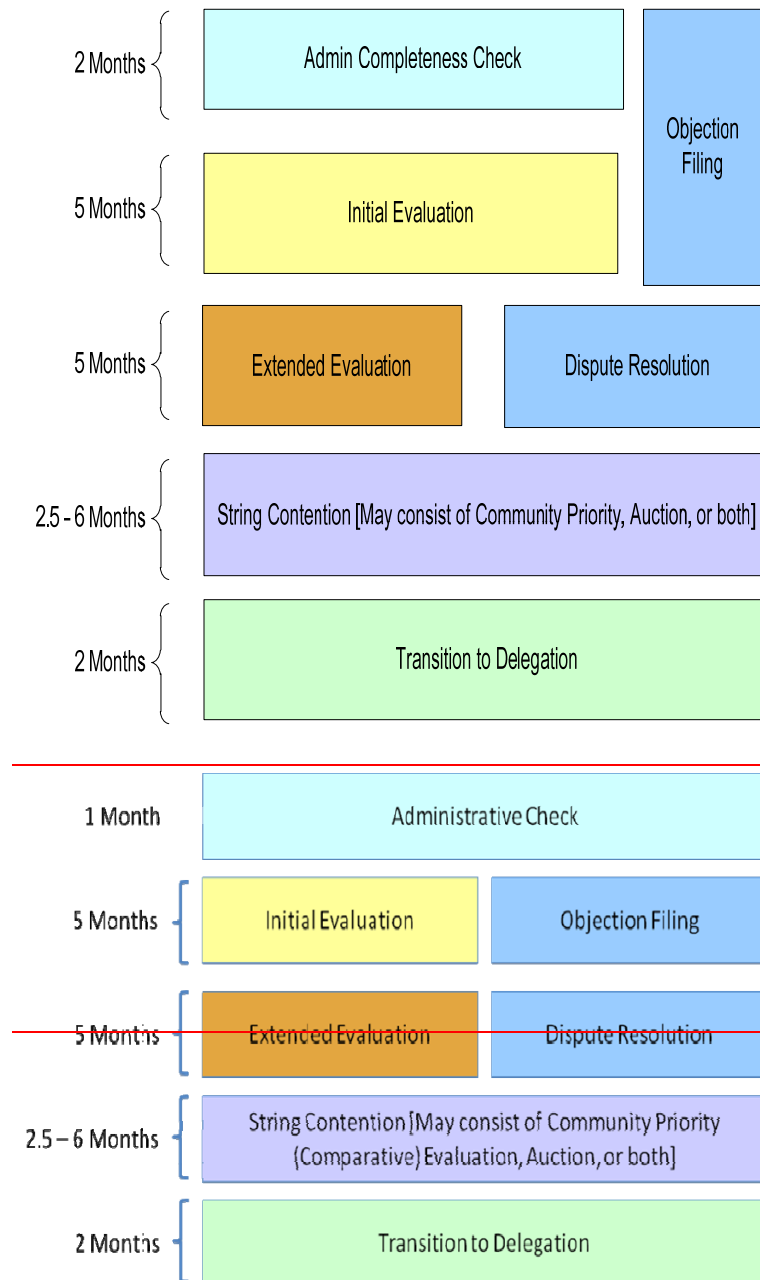 2 Months
Admin Completeness Check
Objection
Filing
5 Months
Initial Evaluation
5 Months
Extended Evaluation
Dispute Resolution
2.5 - 6 Months
String Contention [May consist of Community Priority, Auction, or both]
2 Months
Transition to Delegation
1 Month
Administrative Check
5 Months
Initial Evaluation
Objection Filing
5 Months
Extended Evaluation
Dispute Resolution
2.5 – 6 Months
String Contention [May consist of Community Priority
(Comparative) Evaluation, Auction, or both]
2 Months
Transition to Delegation